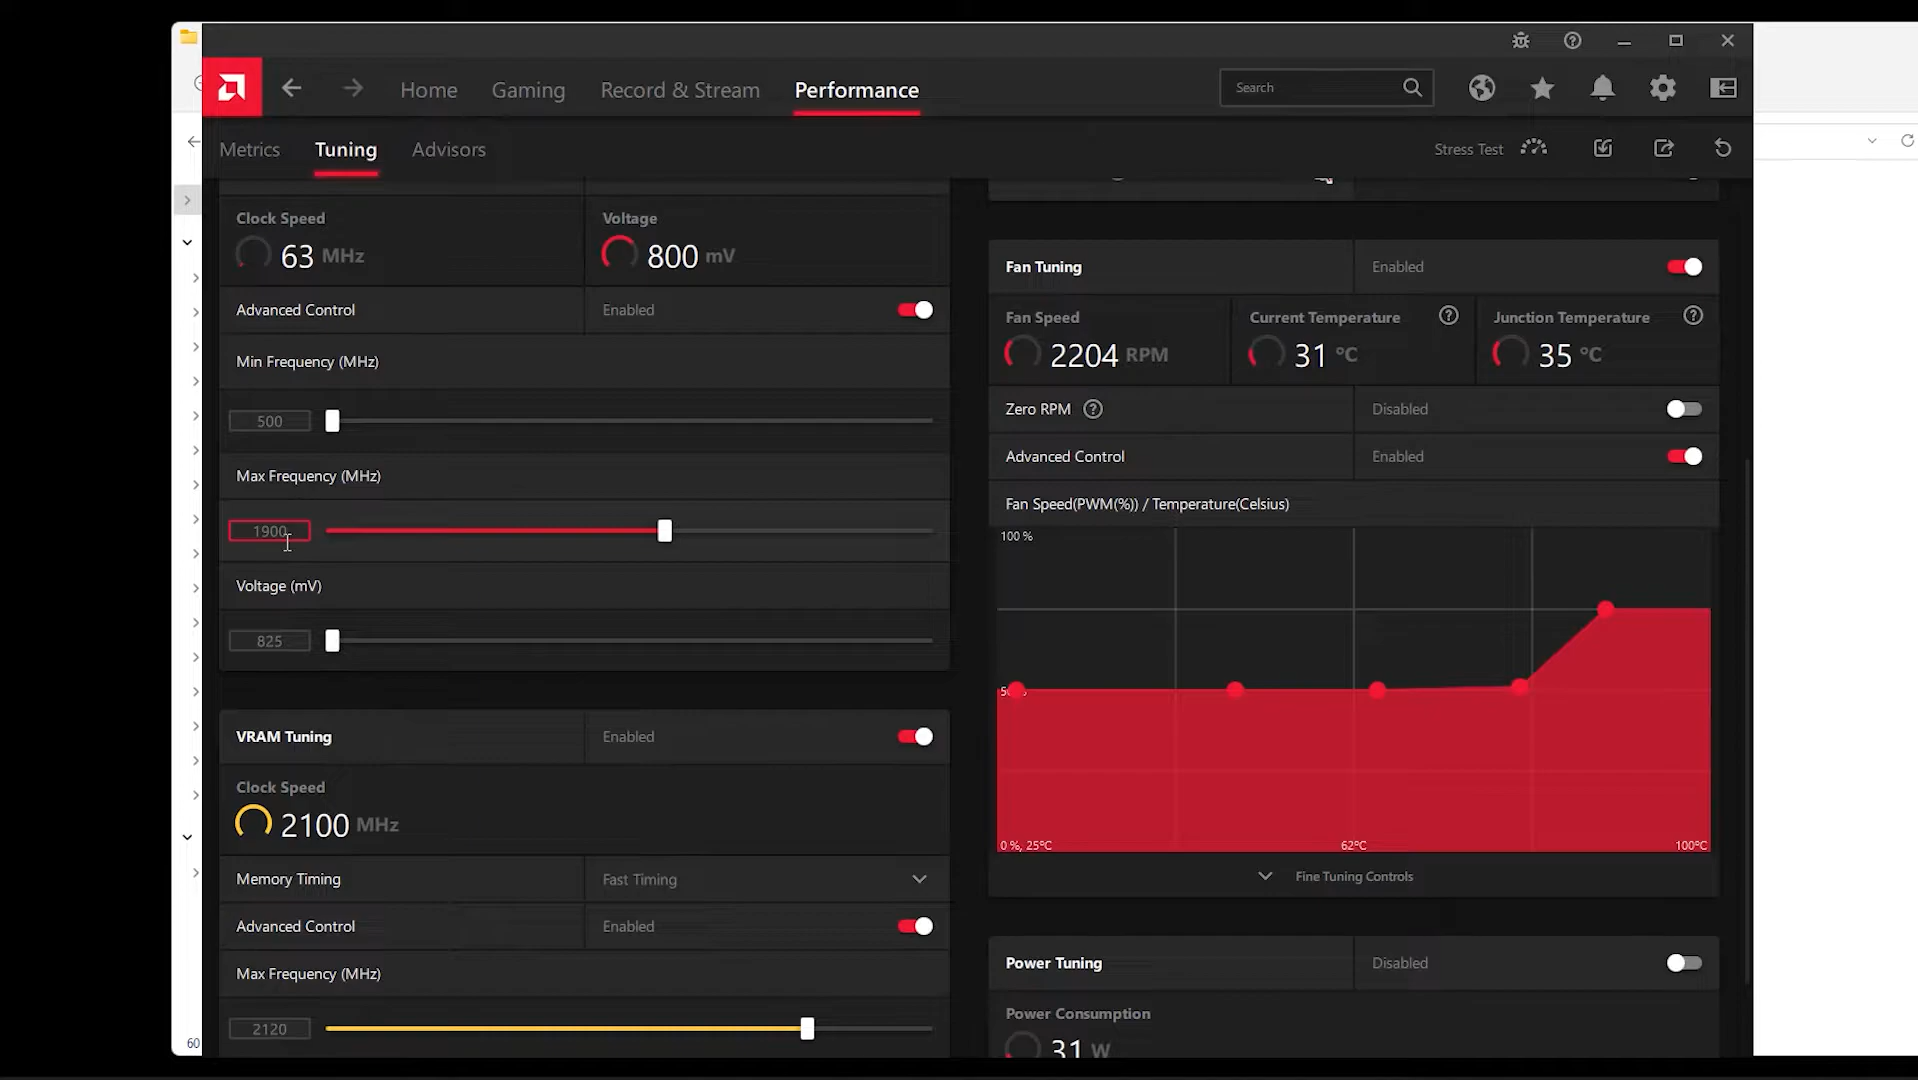 Home
Gaming
Record & Stream
Performance
Search
Metrics
Tuning
Advisors
Stress Test
Clock Speed
63 MHz
Voltage
800 mV
Advanced Control
Enabled
Min Frequency (MHz)
500
Max Frequency (MHz)
1900
Voltage (mV)
825
VRAM Tuning
Enabled
Clock Speed
2100 MHz
Memory Timing
Fast Timing
Advanced Control
Enabled
Max Frequency (MHz)
2120
Fan Tuning
Enabled
Fan Speed
2204 RPM
Current Temperature
31 °C
Junction Temperature
35 °C
Zero RPM
Disabled
Advanced Control
Enabled
Fan Speed(PWM(%)) / Temperature(Celsius)
100 %
0 %, 25°C
62°C
100°C
Fine Tuning Controls
Power Tuning
Disabled
Power Consumption
31 W
60